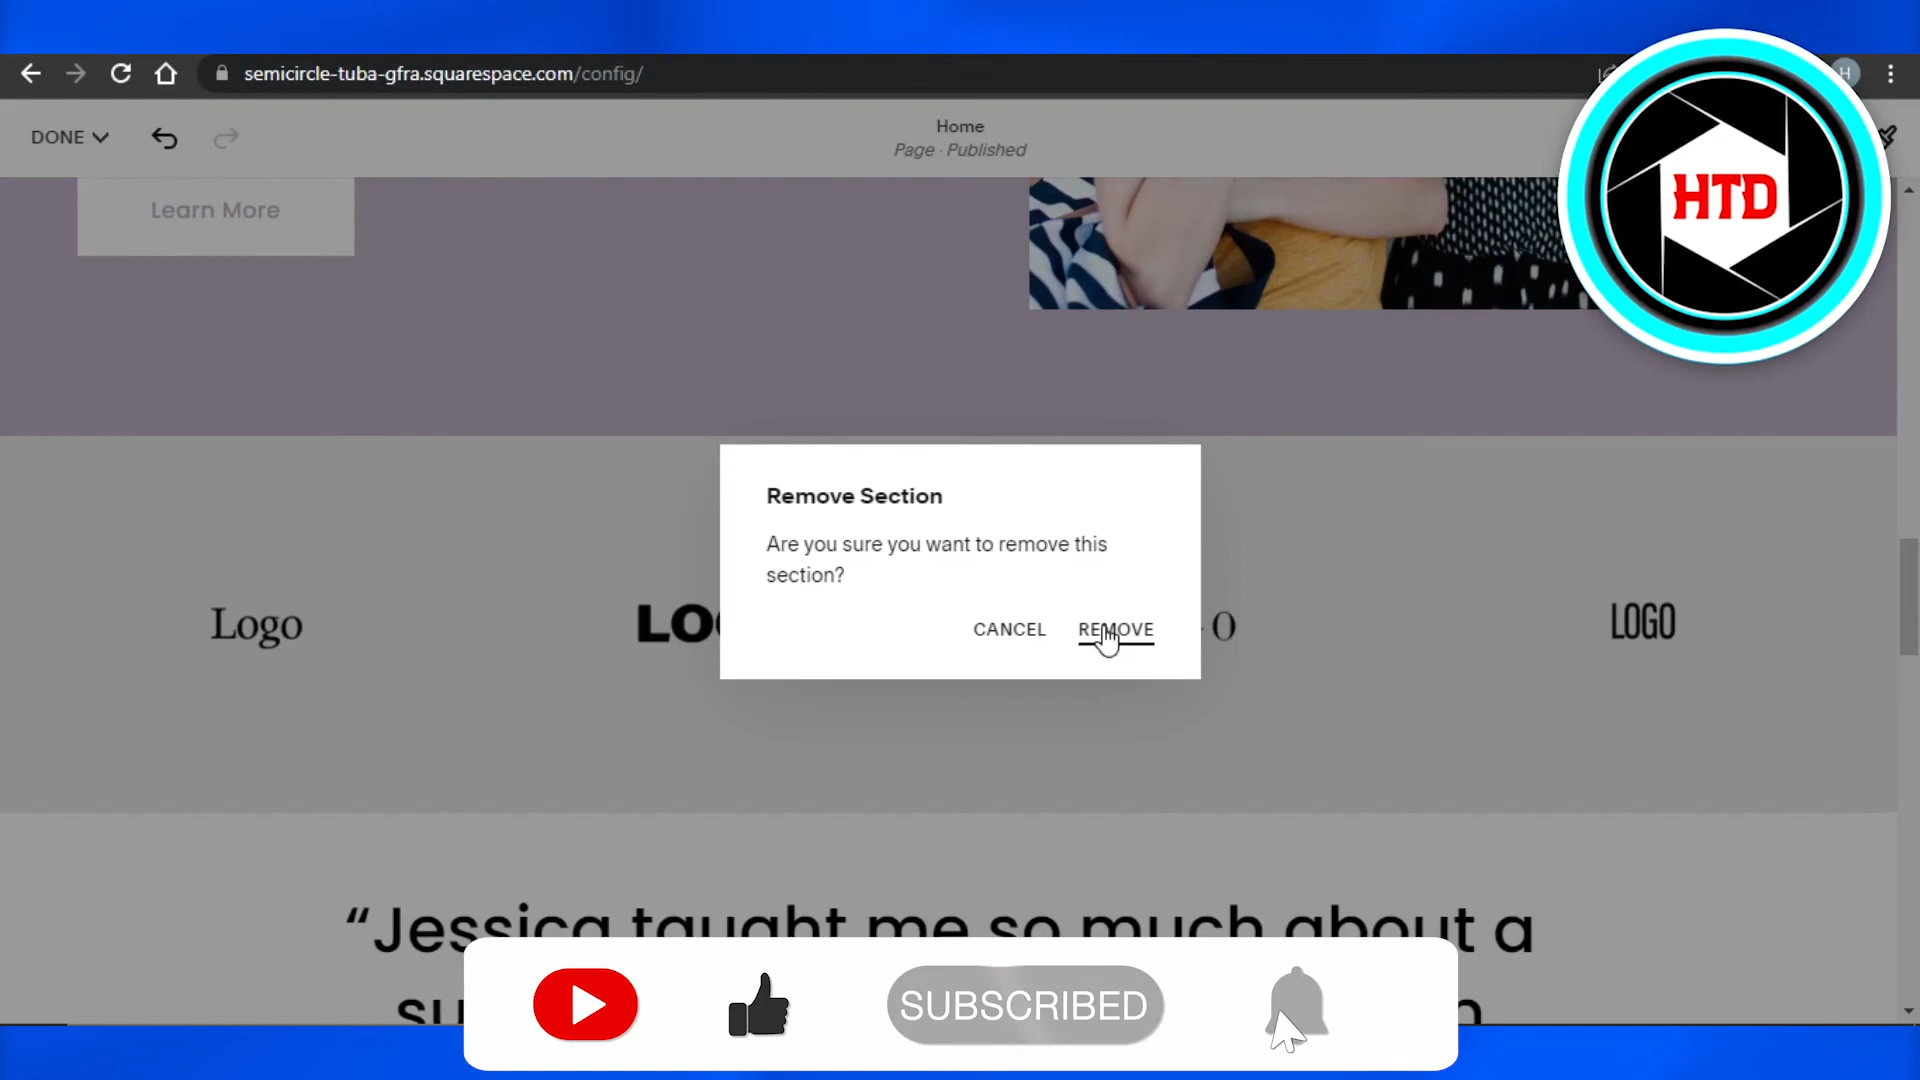 semicircle-tuba-gfra.squarespace.com/config/
H
DONE
Home
Page · Published
HTD
Learn More
Remove Section
Are you sure you want to remove this
section?
CANCEL REMOVE
Logo
LOGO
“Jessica taught me so much about a
SUBSCRIBED